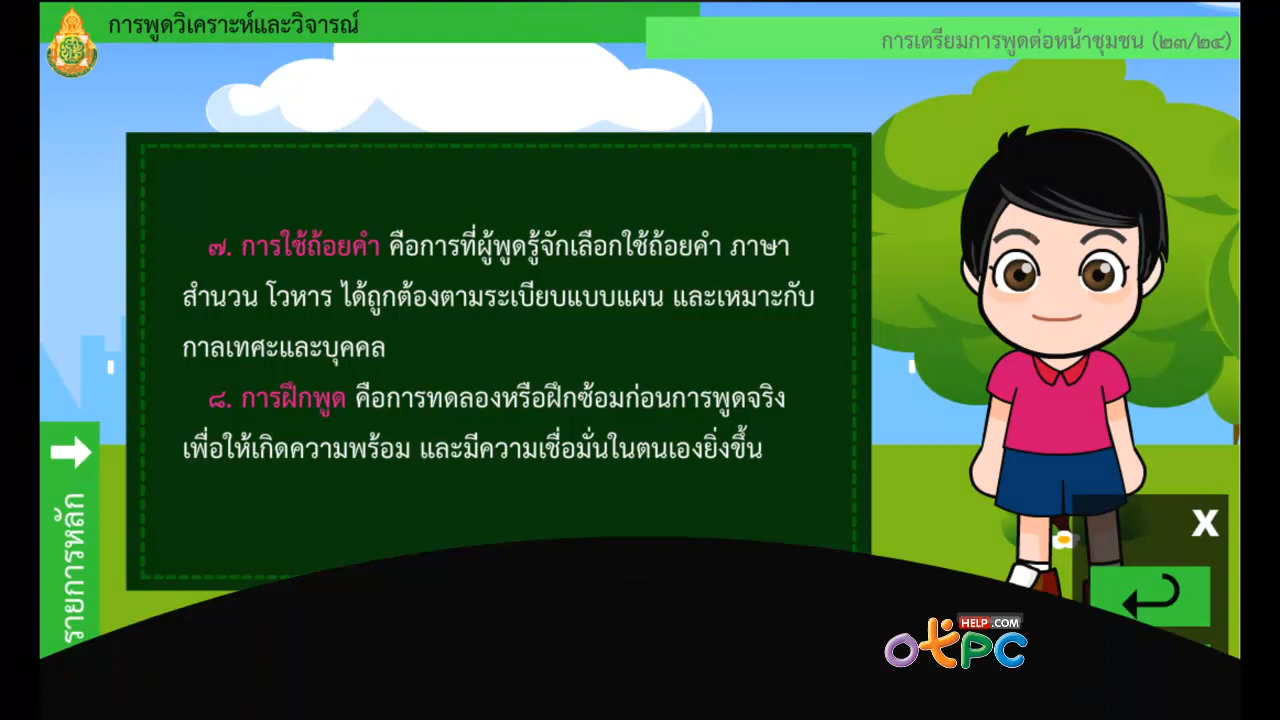 การพูดวิเคราะห์และวิจารณ์
การเตรียมการพูดต่อหน้าชุมชน (๒๓/๒๔)
๗. การใช้ถ้อยคำ คือการที่ผู้พูดรู้จักเลือกใช้ถ้อยคำ ภาษา
สำนวน โวหาร ได้ถูกต้องตามระเบียบแบบแผน และเหมาะกับ
กาลเทศะและบุคคล
๘. การฝึกพูด คือการทดลองหรือฝึกซ้อมก่อนการพูดจริง
เพื่อให้เกิดความพร้อม และมีความเชื่อมั่นในตนเองยิ่งขึ้น
รายการหลัก
X
HELP.COM
otpc